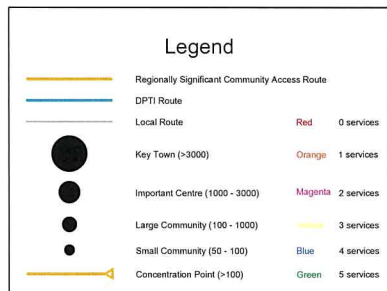 Legend
Regionally Significant Community Access Route
DPTI Route
Local Route Red 0 services
Key Town (>3000) Orange 1 services
Important Centre (1000 - 3000) Magenta 2 services
Large Community (100 - 1000) 3 services
Small Community (50 - 100) Blue 4 services
Concentration Point (>100) Green 5 services